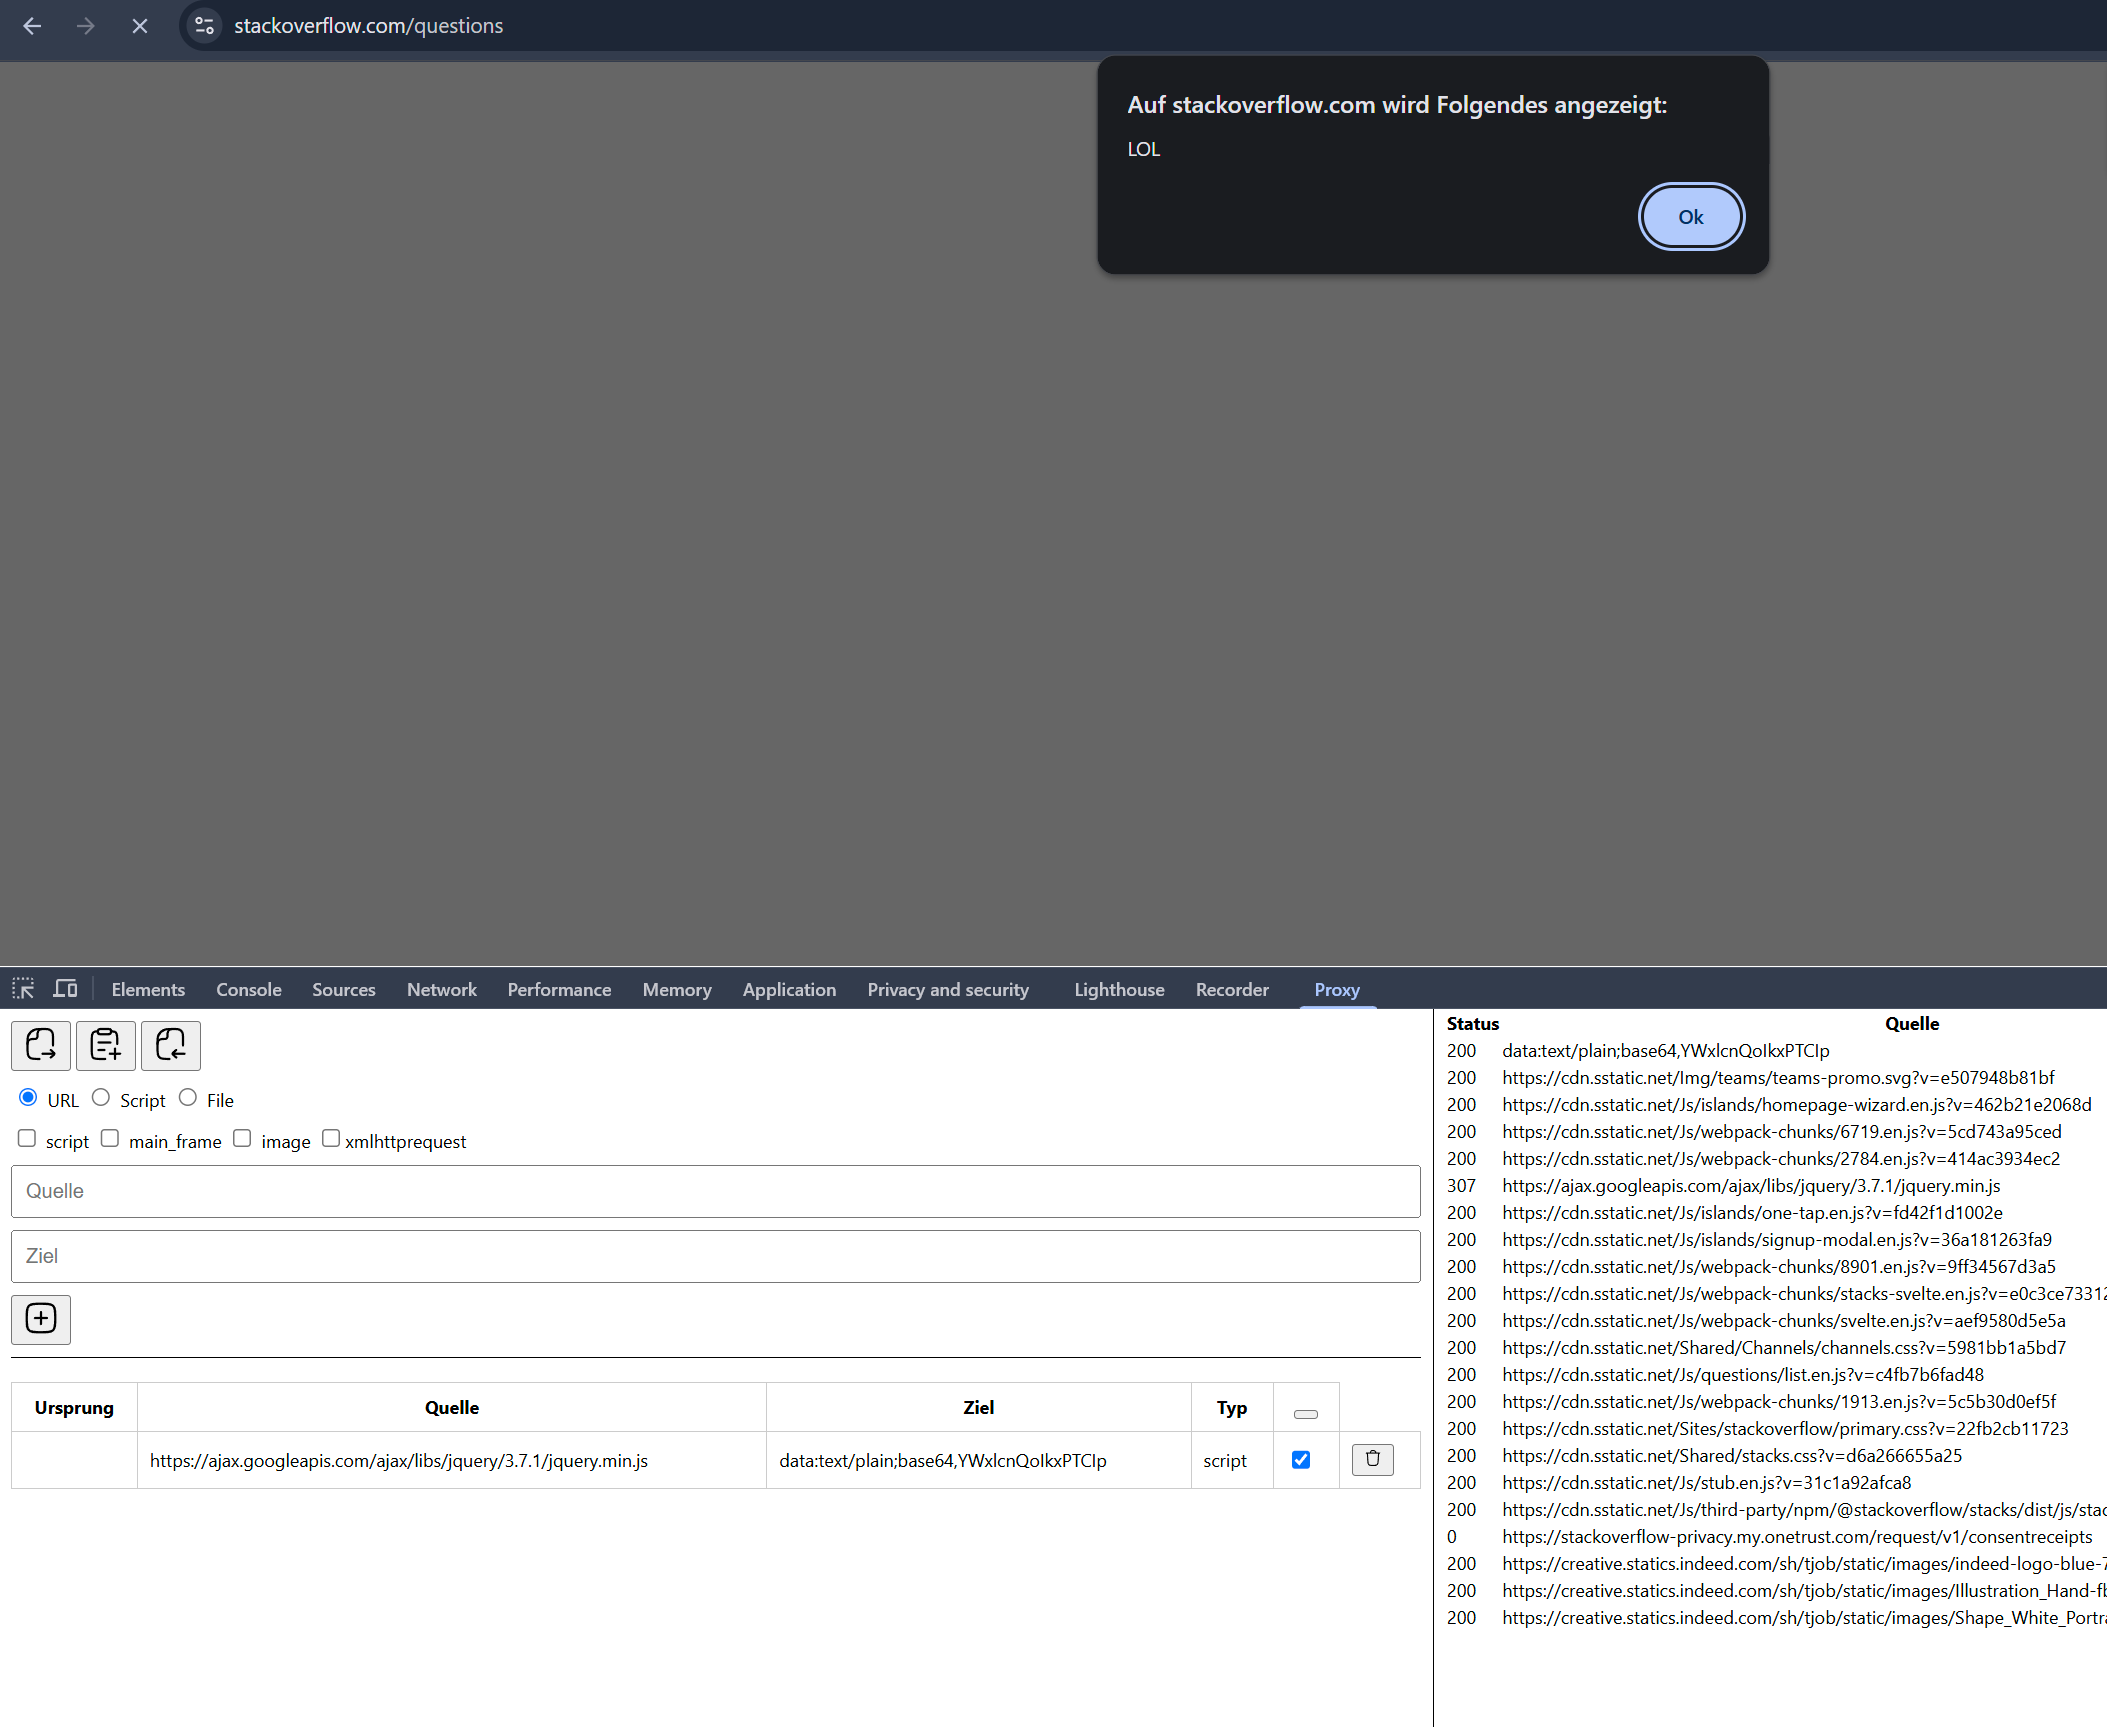 stackoverflow.com/questions
Auf stackoverflow.com wird Folgendes angezeigt:
LOL
Ok
Elements Console Sources Network Performance Memory Application Privacy and security Lighthouse Recorder Proxy
URL Script File
script main_frame image xmlhttprequest
Quelle
Ziel
Ursprung Quelle Ziel Typ
https://ajax.googleapis.com/ajax/libs/jquery/3.7.1/jquery.min.js data:text/plain;base64,YWxlcnQoIkxPTCIp script
Status Quelle
200 data:text/plain;base64,YWxlcnQoIkxPTCIp
200 https://cdn.sstatic.net/Img/teams/teams-promo.svg?v=e507948b81bf
200 https://cdn.sstatic.net/Js/islands/homepage-wizard.en.js?v=462b21e2068d
200 https://cdn.sstatic.net/Js/webpack-chunks/6719.en.js?v=5cd743a95ced
200 https://cdn.sstatic.net/Js/webpack-chunks/2784.en.js?v=414ac3934ec2
307 https://ajax.googleapis.com/ajax/libs/jquery/3.7.1/jquery.min.js
200 https://cdn.sstatic.net/Js/islands/one-tap.en.js?v=fd42f1d1002e
200 https://cdn.sstatic.net/Js/islands/signup-modal.en.js?v=36a181263fa9
200 https://cdn.sstatic.net/Js/webpack-chunks/8901.en.js?v=9ff34567d3a5
200 https://cdn.sstatic.net/Js/webpack-chunks/stacks-svelte.en.js?v=e0c3ce73312
200 https://cdn.sstatic.net/Js/webpack-chunks/svelte.en.js?v=aef9580d5e5a
200 https://cdn.sstatic.net/Shared/Channels/channels.css?v=5981bb1a5bd7
200 https://cdn.sstatic.net/Js/questions/list.en.js?v=c4fb7b6fad48
200 https://cdn.sstatic.net/Js/webpack-chunks/1913.en.js?v=5c5b30d0ef5f
200 https://cdn.sstatic.net/Sites/stackoverflow/primary.css?v=22fb2cb11723
200 https://cdn.sstatic.net/Shared/stacks.css?v=d6a266655a25
200 https://cdn.sstatic.net/Js/stub.en.js?v=31c1a92afca8
200 https://cdn.sstatic.net/Js/third-party/npm/@stackoverflow/stacks/dist/js/stac
0 https://stackoverflow-privacy.my.onetrust.com/request/v1/consentreceipts
200 https://creative.statics.indeed.com/sh/tjob/static/images/indeed-logo-blue-7
200 https://creative.statics.indeed.com/sh/tjob/static/images/Illustration_Hand-fb
200 https://creative.statics.indeed.com/sh/tjob/static/images/Shape_White_Portra